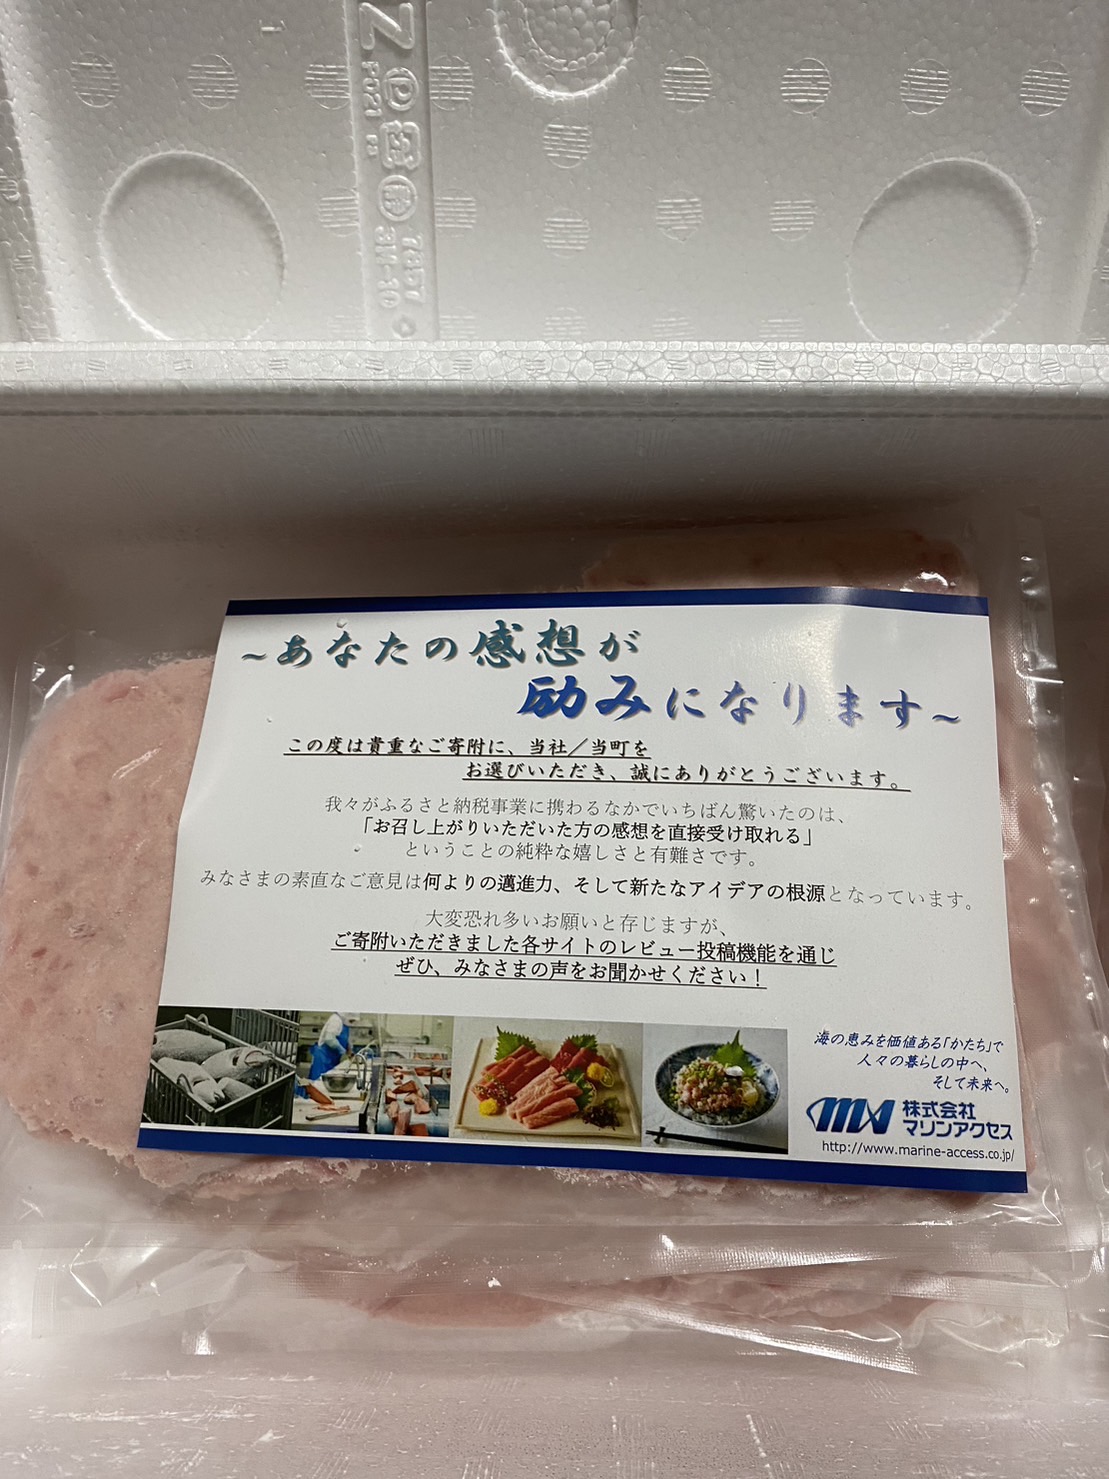 ~あなたの感想が
励みになります~
この度は貴重なご寄附に、当社／当町を
お選びいただき、誠にありがとうございます。
我々がふるさと納税事業に携わるなかでいちばん驚いたのは、
「お召し上がりいただいた方の感想を直接受け取れる」
ということの純粋な嬉しさと有難さです。
みなさまの素直なご意見は何よりの邁進力、そして新たなアイデアの根源となっています。
大変恐れ多いお願いと存じますが、
ご寄附いただきました各サイトのレビュー投稿機能を通じ
ぜひ、みなさまの声をお聞かせください！
海の恵みを価値ある「かたち」で
人々の暮らしの中へ、
そして未来へ。
株式会社
マリンアクセス
http://www.marine-access.co.jp/